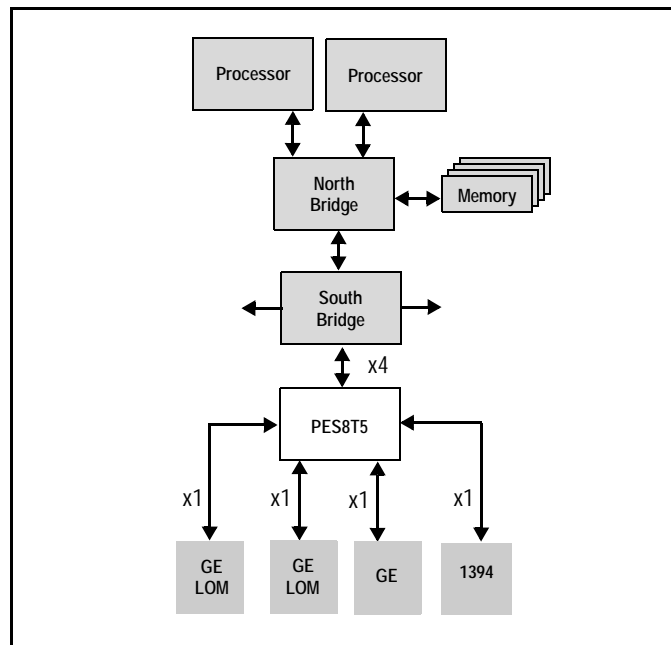 Processor
Processor
North
Bridge
Memory
South
Bridge
x4
PES8T5
x1
x1
x1
x1
GE
LOM
GE
LOM
GE
1394